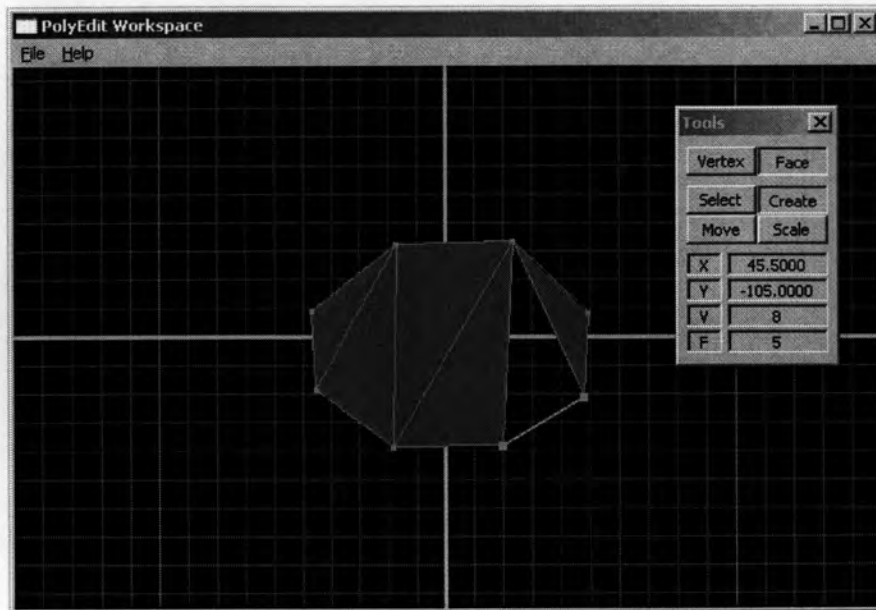 PolyEdit Workspace
File Help
Tools
Vertex Face
Select Create
Move Scale
X 45.5000
Y -105.0000
V 8
F 5